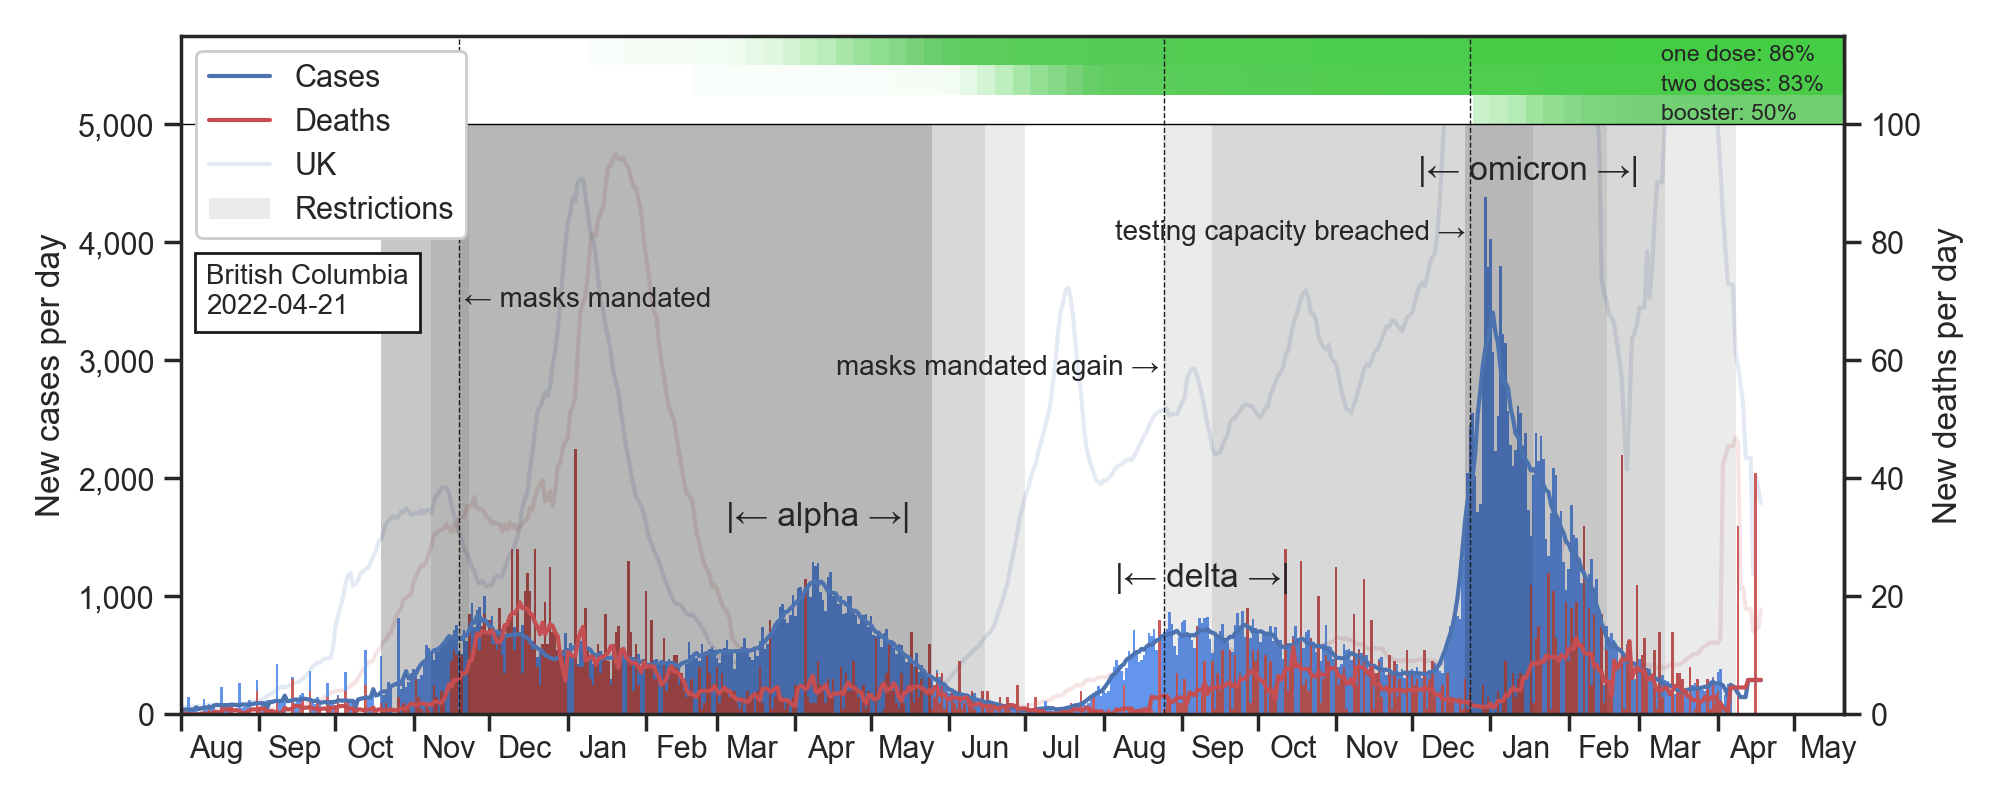 Cases
Deaths
UK
Restrictions
British Columbia
2022-04-21
one dose: 86%
two doses: 83%
booster: 50%
|← omicron →|
testing capacity breached →
← masks mandated
masks mandated again →
|← alpha →|
|← delta →|
New cases per day
5,000
4,000
3,000
2,000
1,000
0
New deaths per day
100
80
60
40
20
0
Aug Sep Oct Nov Dec Jan Feb Mar Apr May Jun Jul Aug Sep Oct Nov Dec Jan Feb Mar Apr May